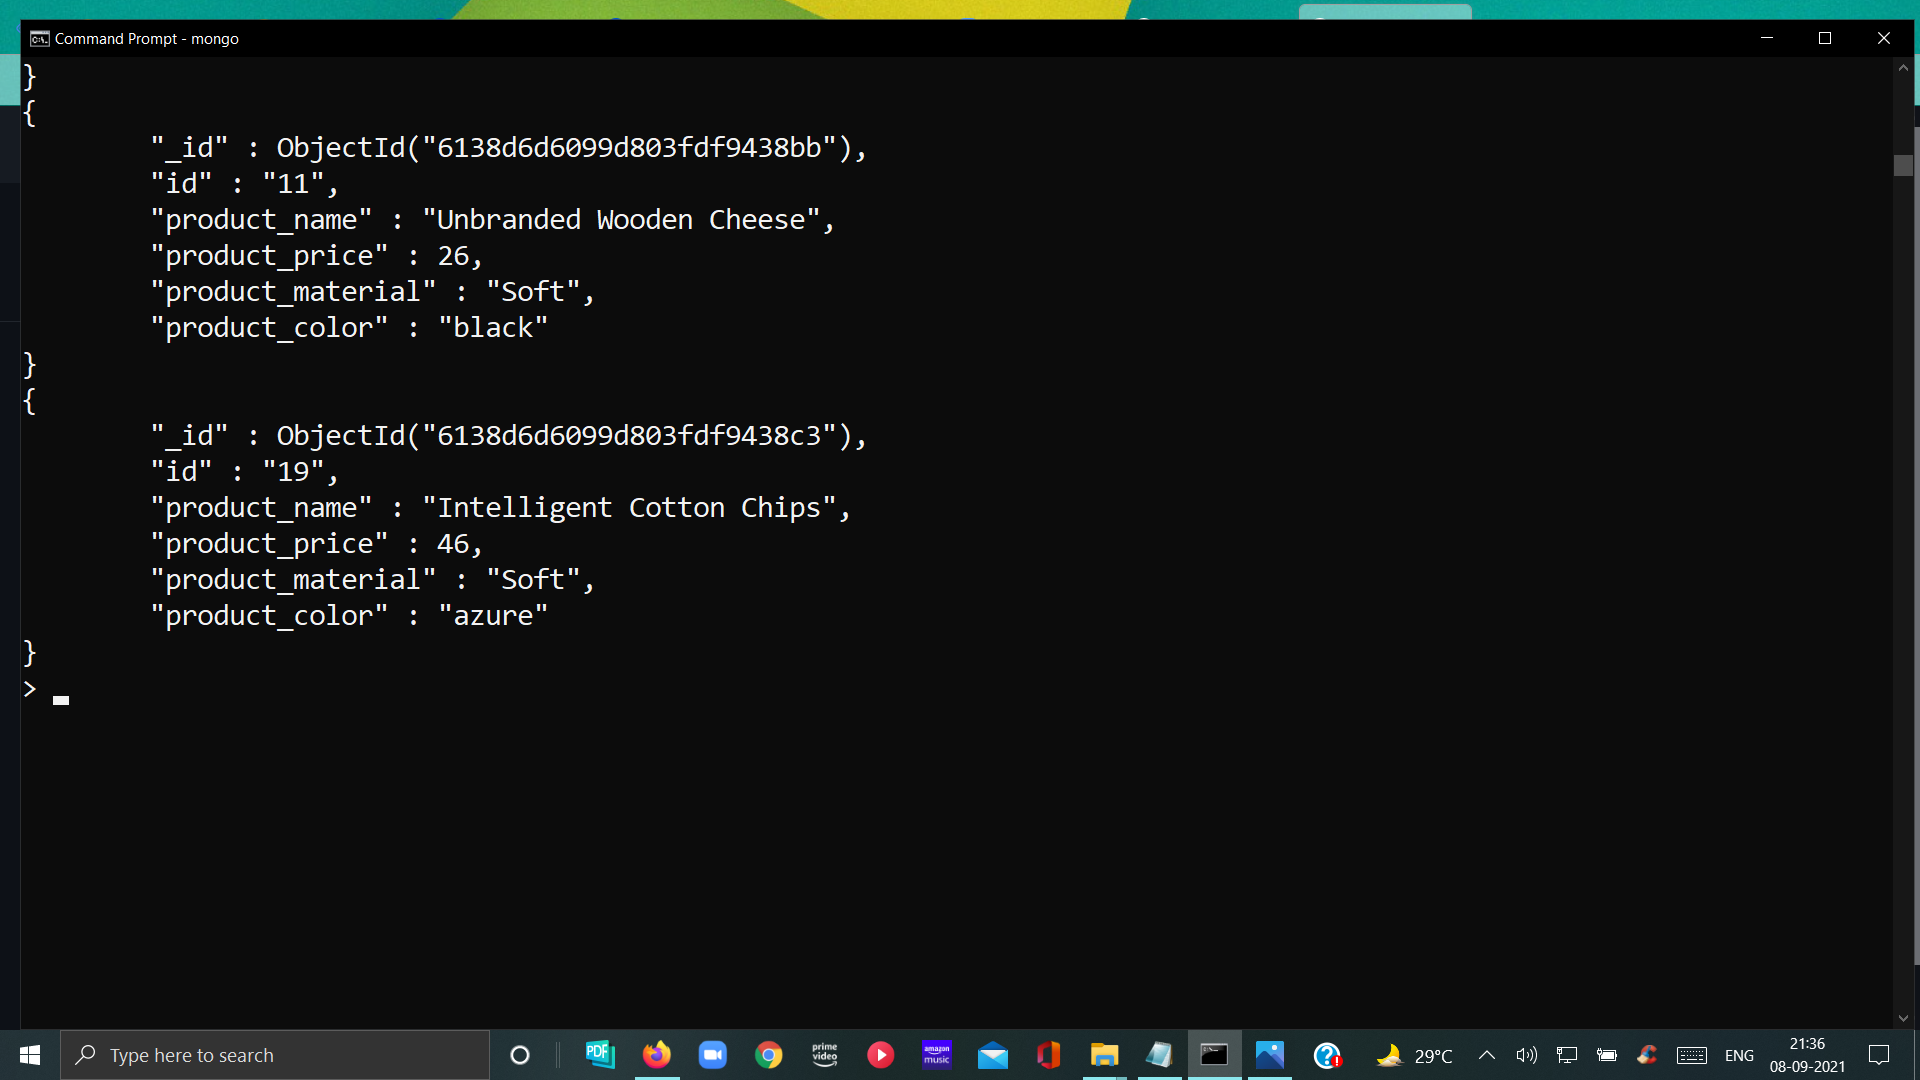 Command Prompt - mongo
}
{
"_id" : ObjectId("6138d6d6099d803fdf9438bb"),
"id" : "11",
"product_name" : "Unbranded Wooden Cheese",
"product_price" : 26,
"product_material" : "Soft",
"product_color" : "black"
}
{
"_id" : ObjectId("6138d6d6099d803fdf9438c3"),
"id" : "19",
"product_name" : "Intelligent Cotton Chips",
"product_price" : 46,
"product_material" : "Soft",
"product_color" : "azure"
}
>
Type here to search
PDF
prime video
amazon music
29°C
ENG
21:36
08-09-2021